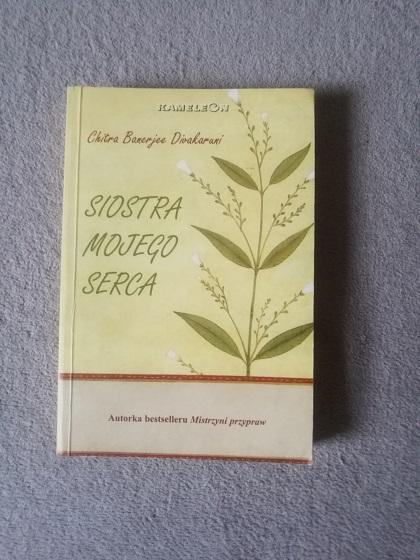 KAMELEON
Chitra Banerjee Divakaruni
SIOSTRA
MOJEGO
SERCA
Autorka bestselleru Mistrzyni przypraw